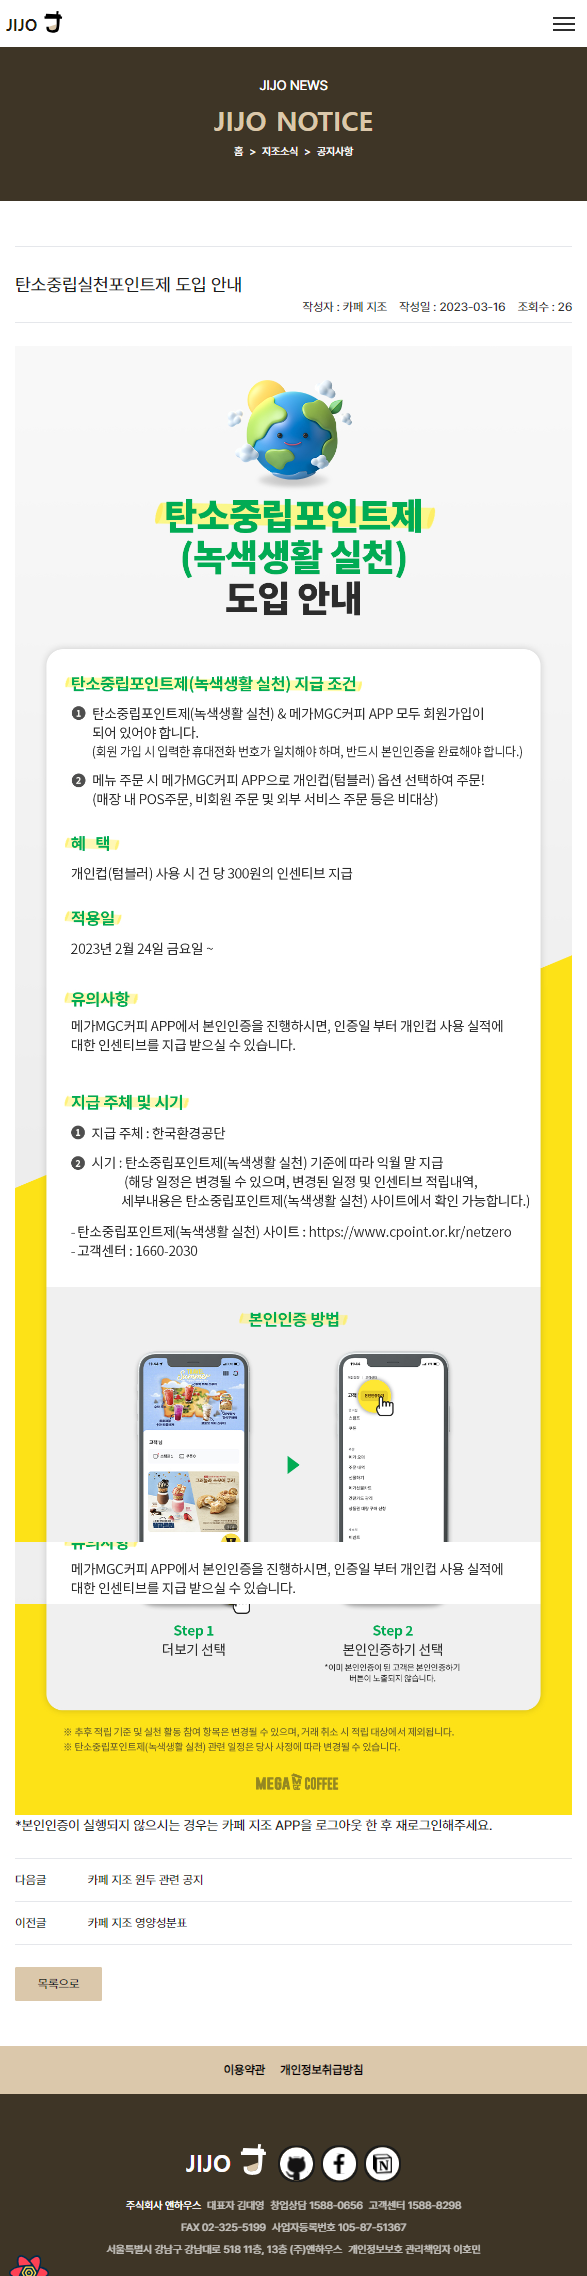 JIJO
JIJO NEWS
JIJO NOTICE
홈 > 지조소식 > 공지사항
탄소중립실천포인트제 도입 안내
작성자 : 카페 지조 작성일 : 2023-03-16 조회수 : 26
탄소중립포인트제
(녹색생활 실천)
도입 안내
탄소중립포인트제(녹색생활 실천) 지급 조건
1 탄소중립포인트제(녹색생활 실천) & 메가MGC커피 APP 모두 회원가입이
되어 있어야 합니다.
(회원 가입 시 입력한 휴대전화 번호가 일치해야 하며, 반드시 본인인증을 완료해야 합니다.)
2 메뉴 주문 시 메가MGC커피 APP으로 개인컵(텀블러) 옵션 선택하여 주문!
(매장 내 POS주문, 비회원 주문 및 외부 서비스 주문 등은 비대상)
혜 택
개인컵(텀블러) 사용 시 건 당 300원의 인센티브 지급
적용일
2023년 2월 24일 금요일 ~
유의사항
메가MGC커피 APP에서 본인인증을 진행하시면, 인증일 부터 개인컵 사용 실적에
대한 인센티브를 지급 받으실 수 있습니다.
지급 주체 및 시기
1 지급 주체 : 한국환경공단
2 시기 : 탄소중립포인트제(녹색생활 실천) 기준에 따라 익월 말 지급
(해당 일정은 변경될 수 있으며, 변경된 일정 및 인센티브 적립내역,
세부내용은 탄소중립포인트제(녹색생활 실천) 사이트에서 확인 가능합니다.)
- 탄소중립포인트제(녹색생활 실천) 사이트 : https://www.cpoint.or.kr/netzero
- 고객센터 : 1660-2030
본인인증 방법
Summer
유의사항
메가MGC커피 APP에서 본인인증을 진행하시면, 인증일 부터 개인컵 사용 실적에
대한 인센티브를 지급 받으실 수 있습니다.
Step 1
더보기 선택
Step 2
본인인증하기 선택
*이미 본인인증이 된 고객은 본인인증하기
버튼이 노출되지 않습니다.
※ 추후 적립 기준 및 실천 활동 참여 항목은 변경될 수 있으며, 거래 취소 시 적립 대상에서 제외됩니다.
※ 탄소중립포인트제(녹색생활 실천) 관련 일정은 당사 사정에 따라 변경될 수 있습니다.
MEGA COFFEE
*본인인증이 실행되지 않으시는 경우는 카페 지조 APP을 로그아웃 한 후 재로그인해주세요.
다음글 카페 지조 원두 관련 공지
이전글 카페 지조 영양성분표
목록으로
이용약관 개인정보취급방침
JIJO
주식회사 앤하우스 대표자 김대영 창업상담 1588-0656 고객센터 1588-8298
FAX 02-325-5199 사업자등록번호 105-87-51367
서울특별시 강남구 강남대로 518 11층, 13층 (주)앤하우스 개인정보보호 관리책임자 이호민